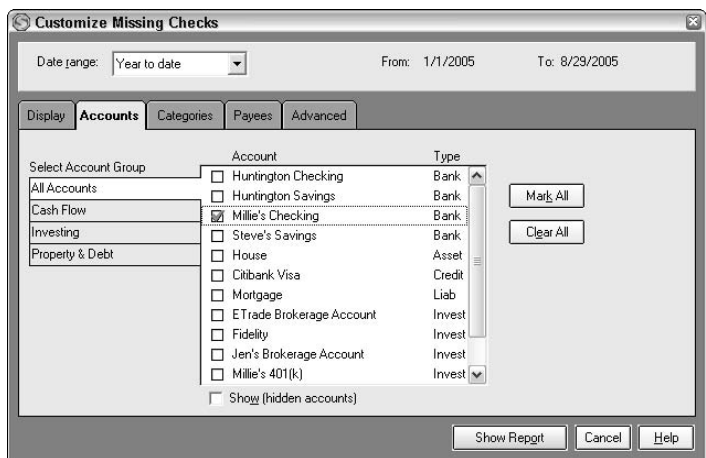 Customize Missing Checks
Date range: Year to date From: 1/1/2005 To: 8/29/2005
Display Accounts Categories Payees Advanced
Account Type
Select Account Group
All Accounts
Cash Flow
Investing
Property & Debt
Huntington Checking Bank
Huntington Savings Bank
Millie's Checking Bank
Steve's Savings Bank
House Asset
Citibank Visa Credit
Mortgage Liab
ETrade Brokerage Account Invest
Fidelity Invest
Jen's Brokerage Account Invest
Millie's 401(k) Invest
Mark All
Clear All
Show (hidden accounts)
Show Report Cancel Help